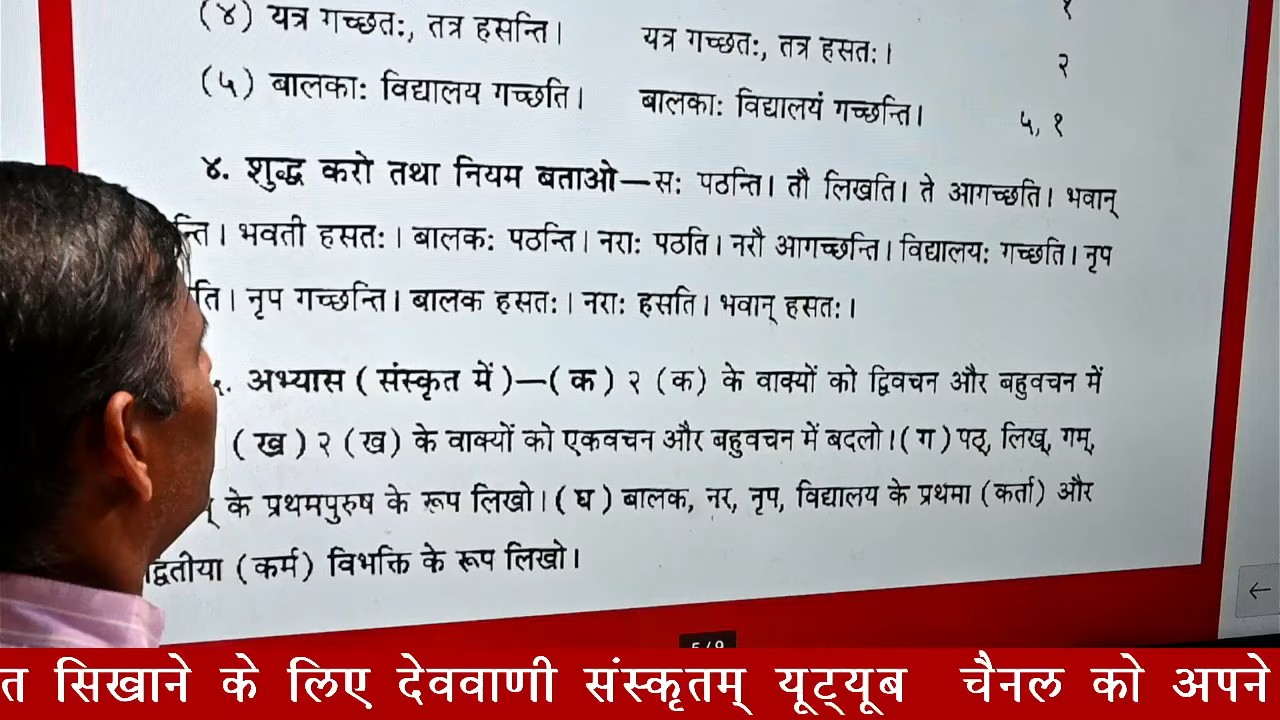 (४) यत्र गच्छतः, तत्र हसन्ति। यत्र गच्छतः, तत्र हसतः। २
(५) बालकाः विद्यालय गच्छति। बालकाः विद्यालयं गच्छन्ति। ५, १
४. शुद्ध करो तथा नियम बताओ—सः पठन्ति। तौ लिखति। ते आगच्छति। भवान्
न्ति। भवती हसतः। बालकः पठन्ति। नराः पठति। नरौ आगच्छन्ति। विद्यालयः गच्छति। नृप
ति। नृप गच्छन्ति। बालक हसतः। नराः हसति। भवान् हसतः।
अभ्यास (संस्कृत में)—(क) २ (क) के वाक्यों को द्विवचन और बहुवचन में
(ख) २ (ख) के वाक्यों को एकवचन और बहुवचन में बदलो। (ग) पठ्, लिख्, गम्,
के प्रथमपुरुष के रूप लिखो। (घ) बालक, नर, नृप, विद्यालय के प्रथमा (कर्ता) और
द्वितीया (कर्म) विभक्ति के रूप लिखो।
त सिखाने के लिए देववाणी संस्कृतम् यूट्यूब चैनल को अपने